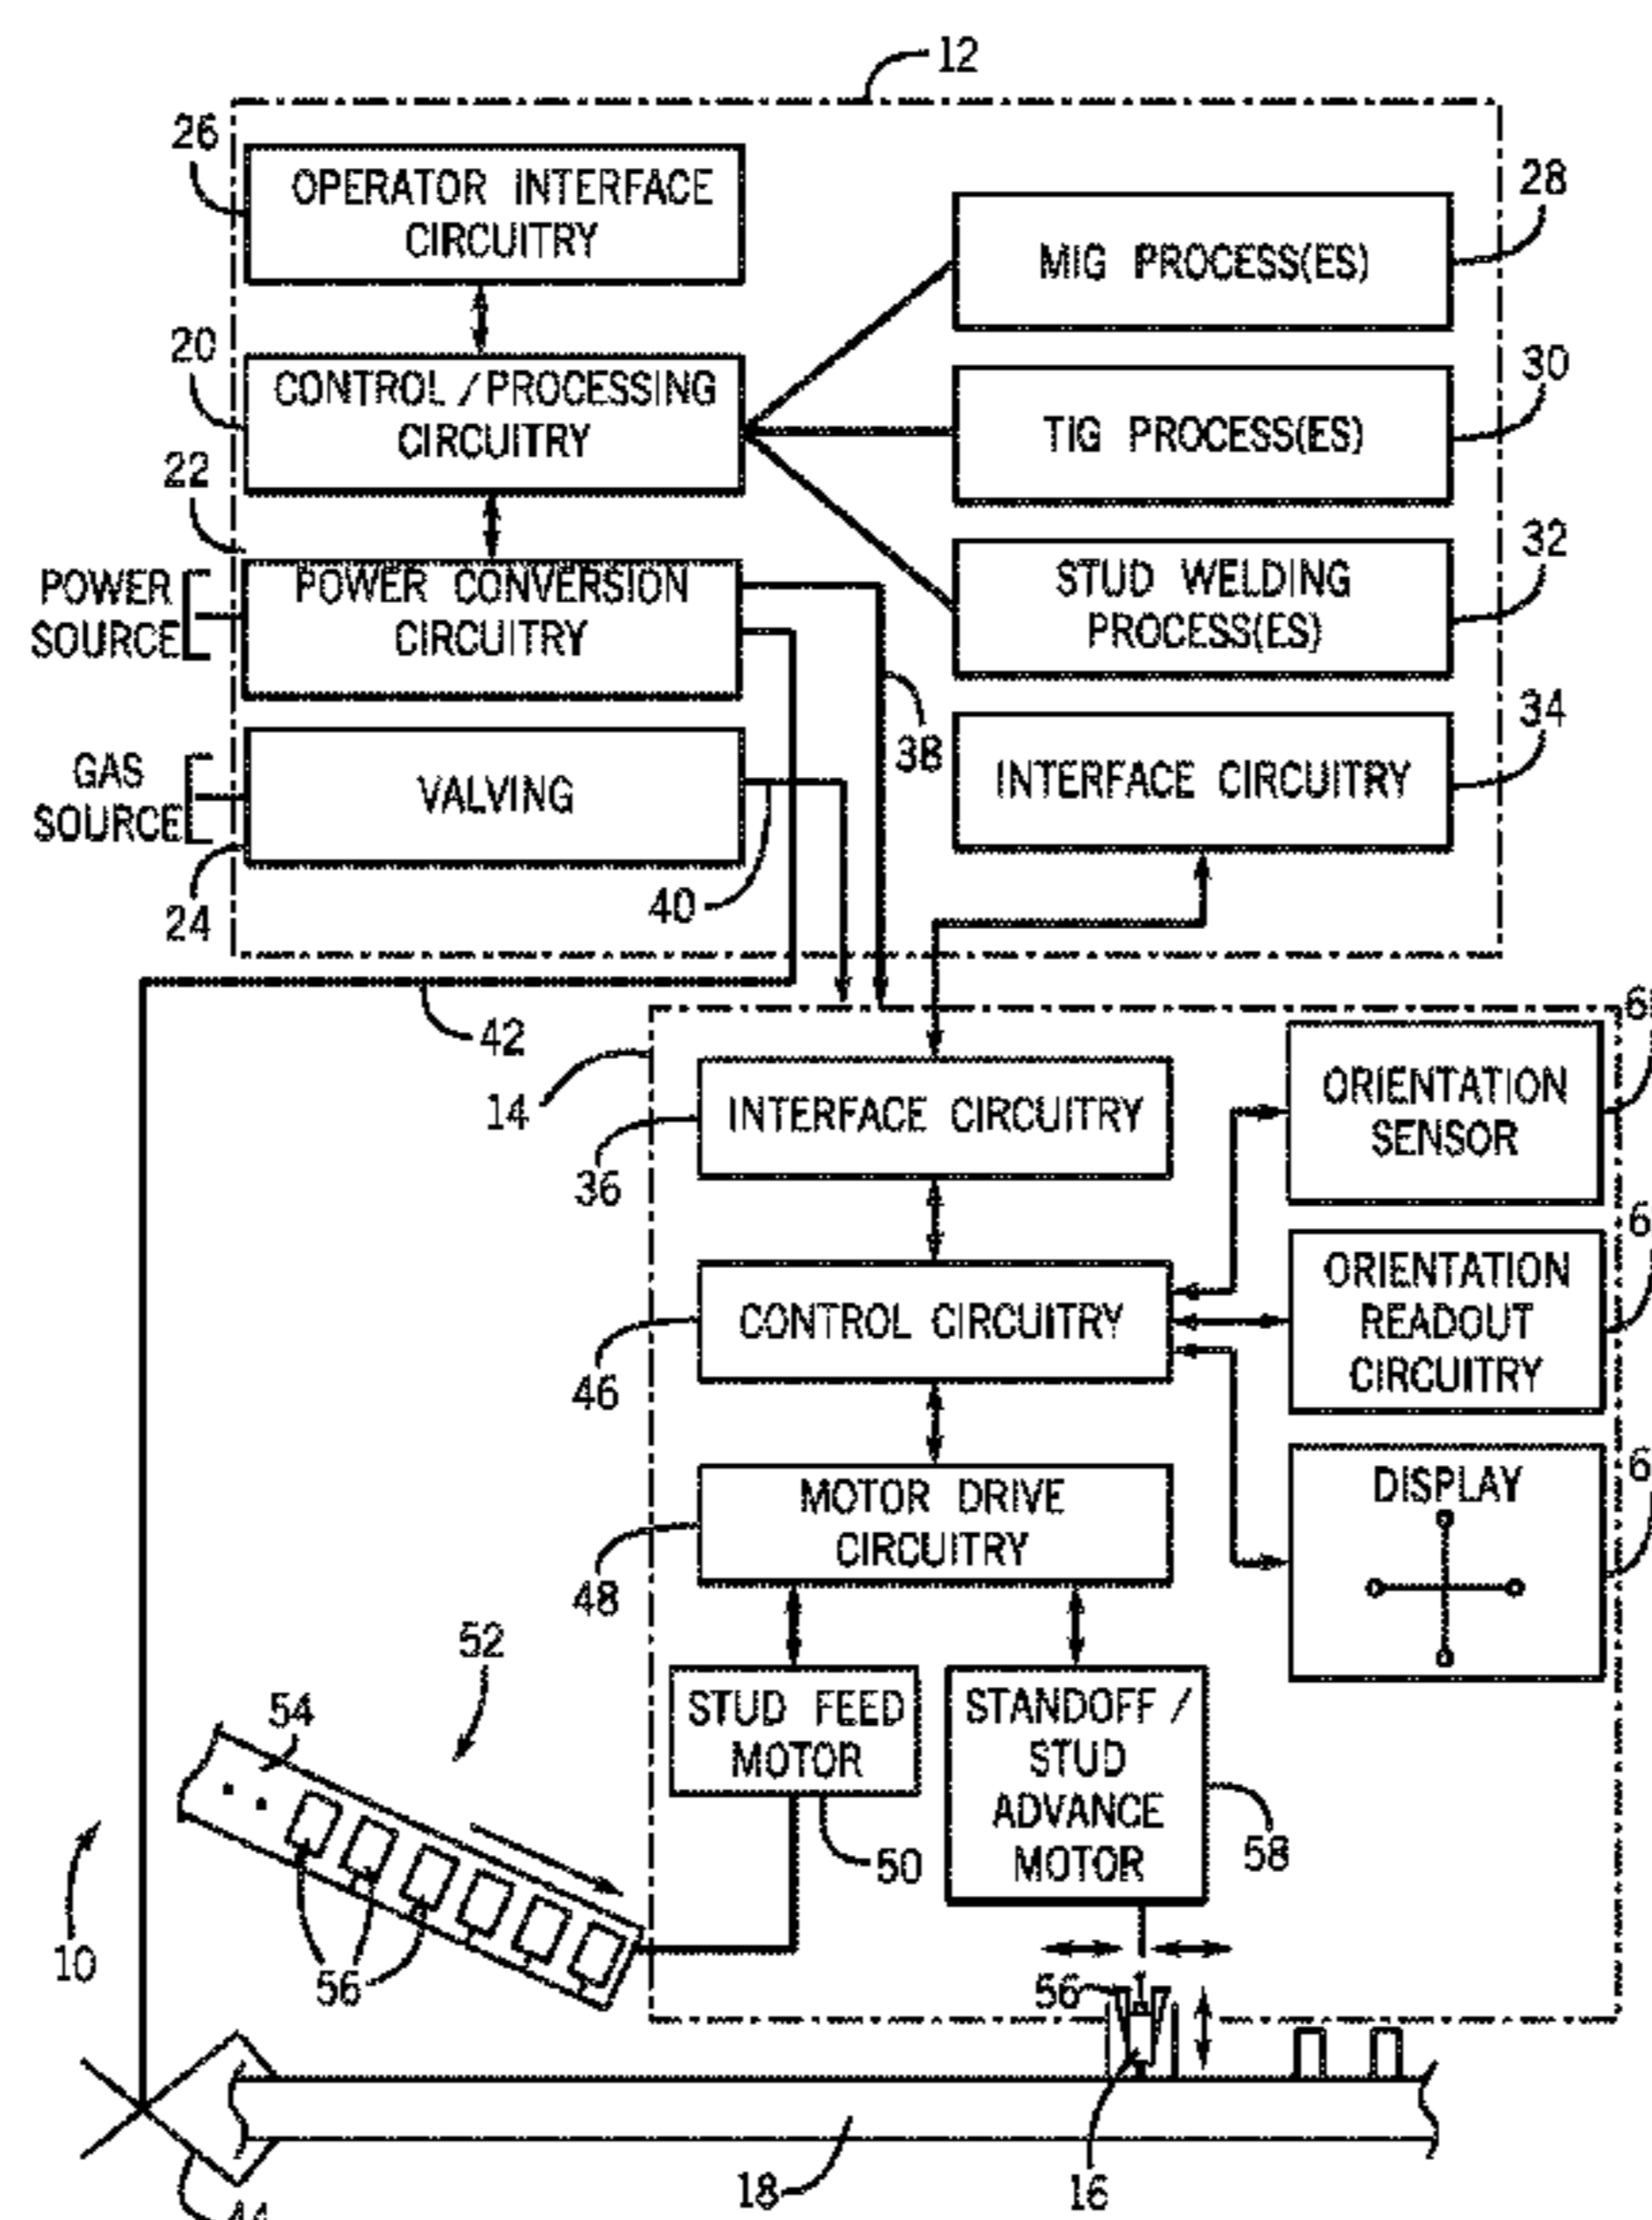 12
26
OPERATOR INTERFACE
CIRCUITRY
28
MIG PROCESS(ES)
20
CONTROL/PROCESSING
CIRCUITRY
30
TIG PROCESS(ES)
22
POWER
SOURCE
POWER CONVERSION
CIRCUITRY
32
STUD WELDING
PROCESS(ES)
38
34
INTERFACE CIRCUITRY
GAS
SOURCE
VALVING
24
40
42
14
INTERFACE CIRCUITRY
36
ORIENTATION
SENSOR
CONTROL CIRCUITRY
46
ORIENTATION
READOUT
CIRCUITRY
MOTOR DRIVE
CIRCUITRY
48
DISPLAY
52
54
STUD FEED
MOTOR
50
STANDOFF/
STUD
ADVANCE
MOTOR
58
10
56
56
18
16
44